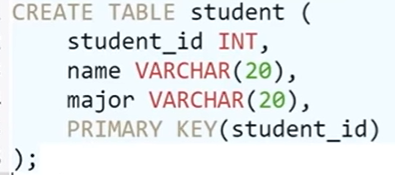 CREATE TABLE student (
    student_id INT,
    name VARCHAR(20),
    major VARCHAR(20),
    PRIMARY KEY(student_id)
);